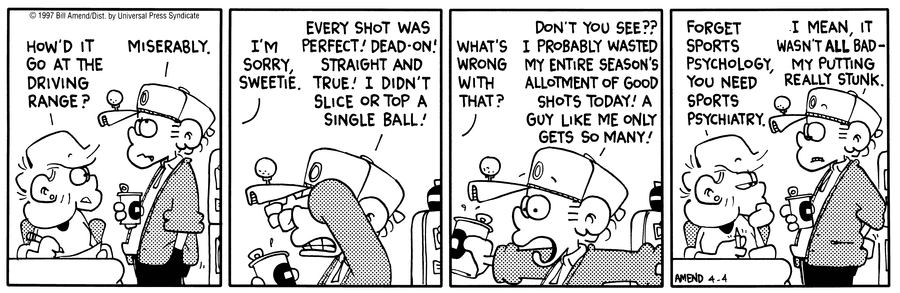 © 1997 Bill Amend/Dist. by Universal Press Syndicate
HOW'D IT
GO AT THE
DRIVING
RANGE?
MISERABLY.
I'M
SORRY,
SWEETIE.
EVERY SHOT WAS
PERFECT! DEAD-ON!
STRAIGHT AND
TRUE! I DIDN'T
SLICE OR TOP A
SINGLE BALL!
WHAT'S
WRONG
WITH
THAT?
DON'T YOU SEE??
I PROBABLY WASTED
MY ENTIRE SEASON'S
ALLOTMENT OF GOOD
SHOTS TODAY! A
GUY LIKE ME ONLY
GETS SO MANY!
FORGET
SPORTS
PSYCHOLOGY,
YOU NEED
SPORTS
PSYCHIATRY.
I MEAN, IT
WASN'T ALL BAD–
MY PUTTING
REALLY STUNK.
AMEND 4-4